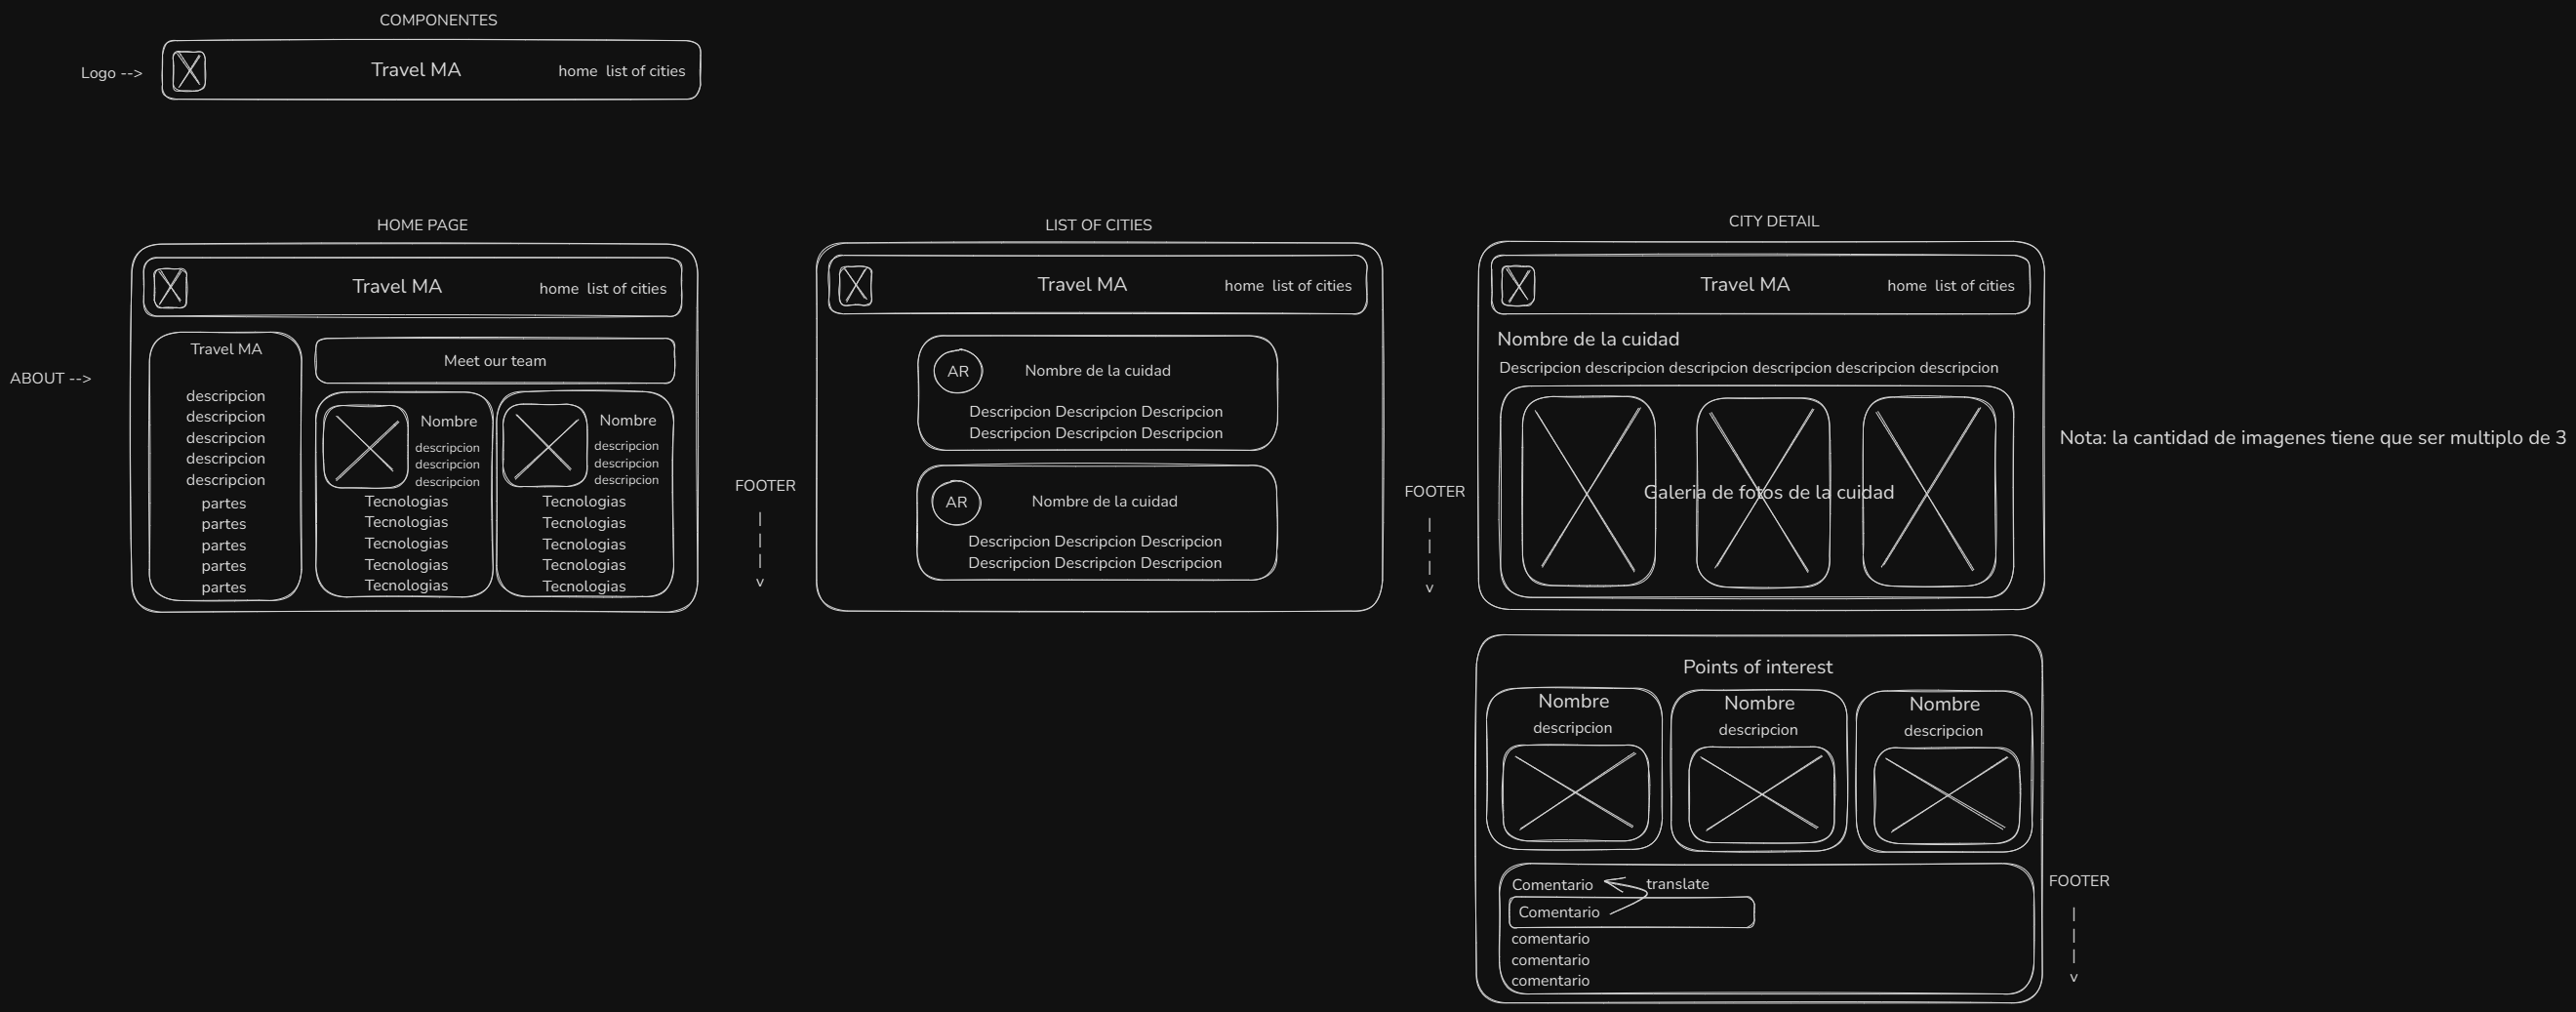 COMPONENTES
Logo -->
Travel MA
home list of cities
HOME PAGE
Travel MA
home list of cities
ABOUT -->
Travel MA
descripcion
descripcion
descripcion
descripcion
descripcion
partes
partes
partes
partes
partes
Meet our team
Nombre
descripcion
descripcion
descripcion
Tecnologias
Tecnologias
Tecnologias
Tecnologias
Tecnologias
Nombre
descripcion
descripcion
descripcion
Tecnologias
Tecnologias
Tecnologias
Tecnologias
Tecnologias
FOOTER
|
|
|
v
LIST OF CITIES
Travel MA
home list of cities
AR
Nombre de la cuidad
Descripcion Descripcion Descripcion
Descripcion Descripcion Descripcion
AR
Nombre de la cuidad
Descripcion Descripcion Descripcion
Descripcion Descripcion Descripcion
FOOTER
|
|
|
v
CITY DETAIL
Travel MA
home list of cities
Nombre de la cuidad
Descripcion descripcion descripcion descripcion descripcion descripcion
Galeria de fotos de la cuidad
Nota: la cantidad de imagenes tiene que ser multiplo de 3
Points of interest
Nombre
descripcion
Nombre
descripcion
Nombre
descripcion
Comentario
translate
Comentario
comentario
comentario
comentario
FOOTER
|
|
|
v